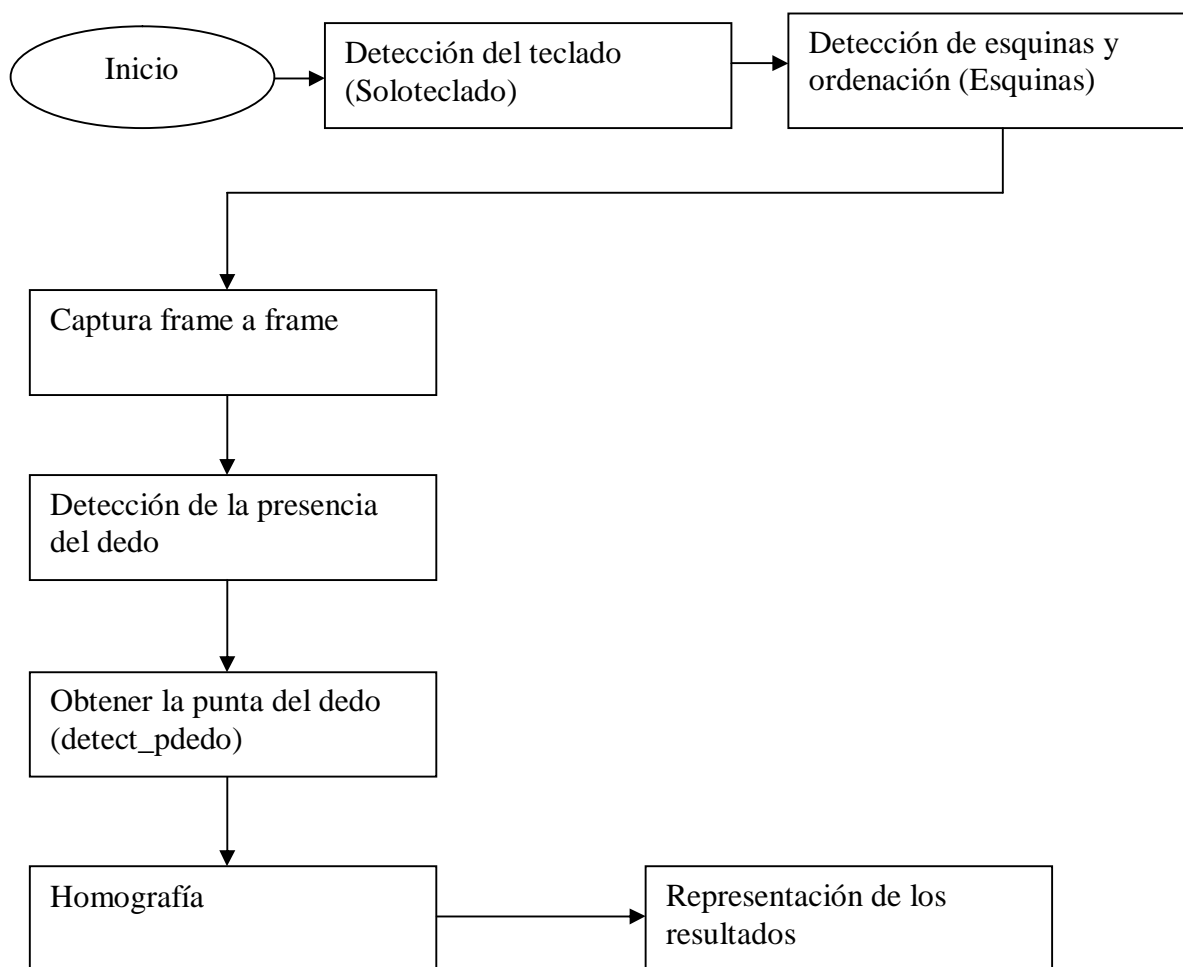 Inicio
Detección del teclado
(Soloteclado)
Detección de esquinas y
ordenación (Esquinas)
Captura frame a frame
Detección de la presencia
del dedo
Obtener la punta del dedo
(detect_pdedo)
Homografía
Representación de los
resultados